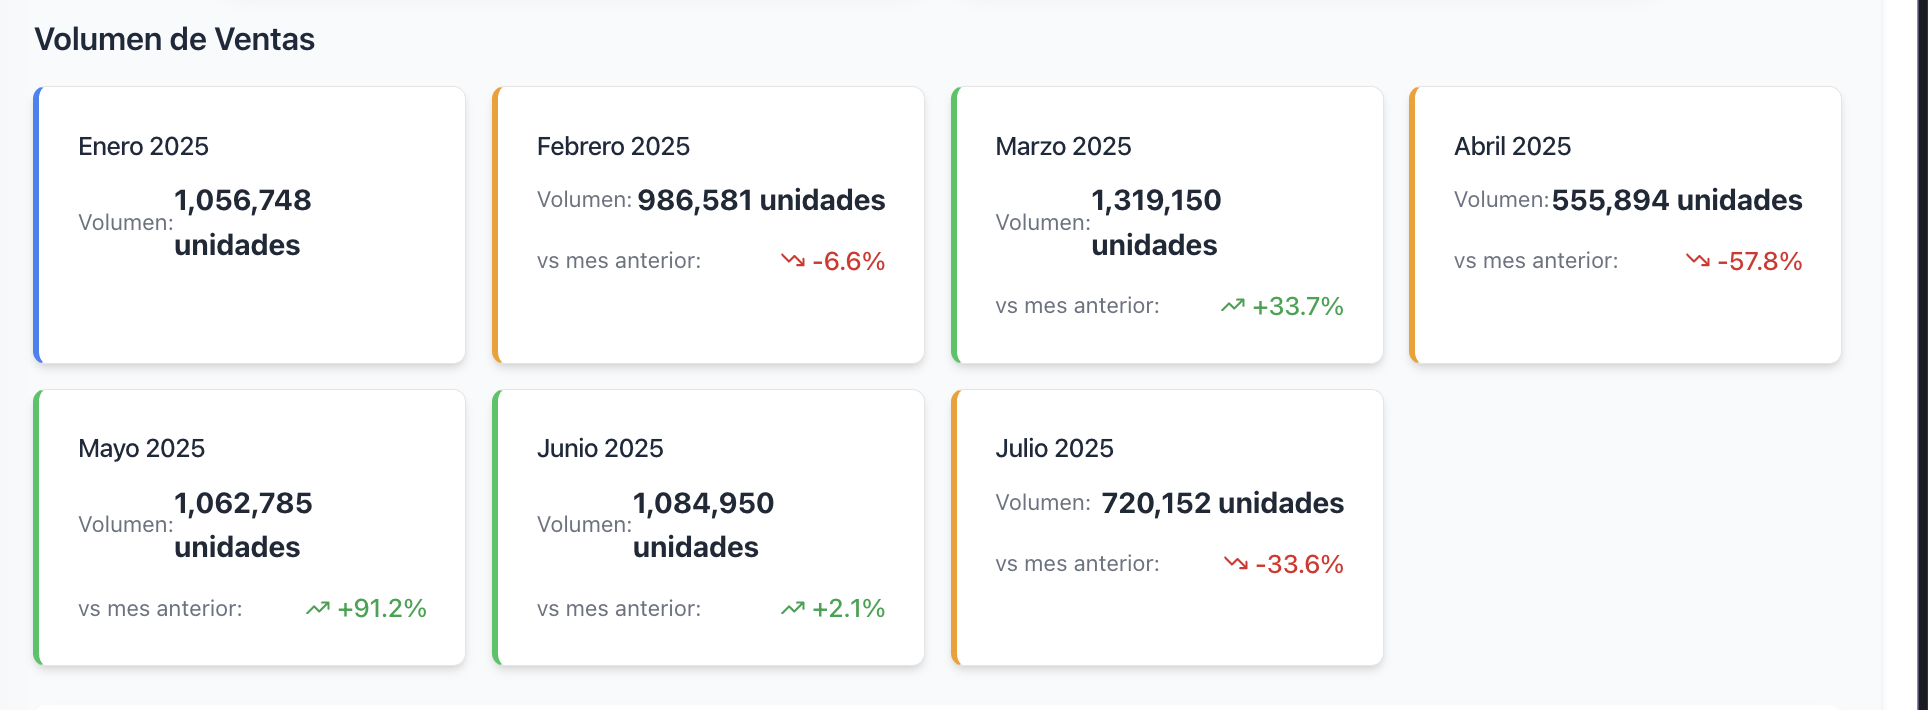 Volumen de Ventas
Enero 2025
Volumen: 1,056,748
unidades
Febrero 2025
Volumen: 986,581 unidades
vs mes anterior: -6.6%
Marzo 2025
Volumen: 1,319,150
unidades
vs mes anterior: +33.7%
Abril 2025
Volumen: 555,894 unidades
vs mes anterior: -57.8%
Mayo 2025
Volumen: 1,062,785
unidades
vs mes anterior: +91.2%
Junio 2025
Volumen: 1,084,950
unidades
vs mes anterior: +2.1%
Julio 2025
Volumen: 720,152 unidades
vs mes anterior: -33.6%